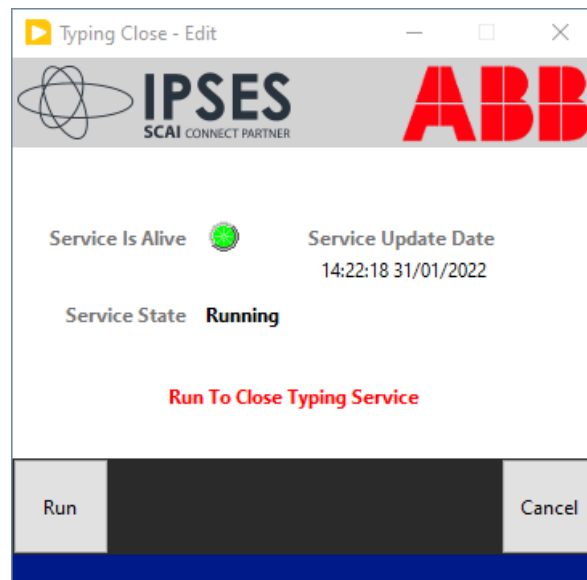 Typing Close - Edit
IPSES
SCAI CONNECT PARTNER
ABB
Service Is Alive
Service Update Date
14:22:18 31/01/2022
Service State Running
Run To Close Typing Service
Run
Cancel